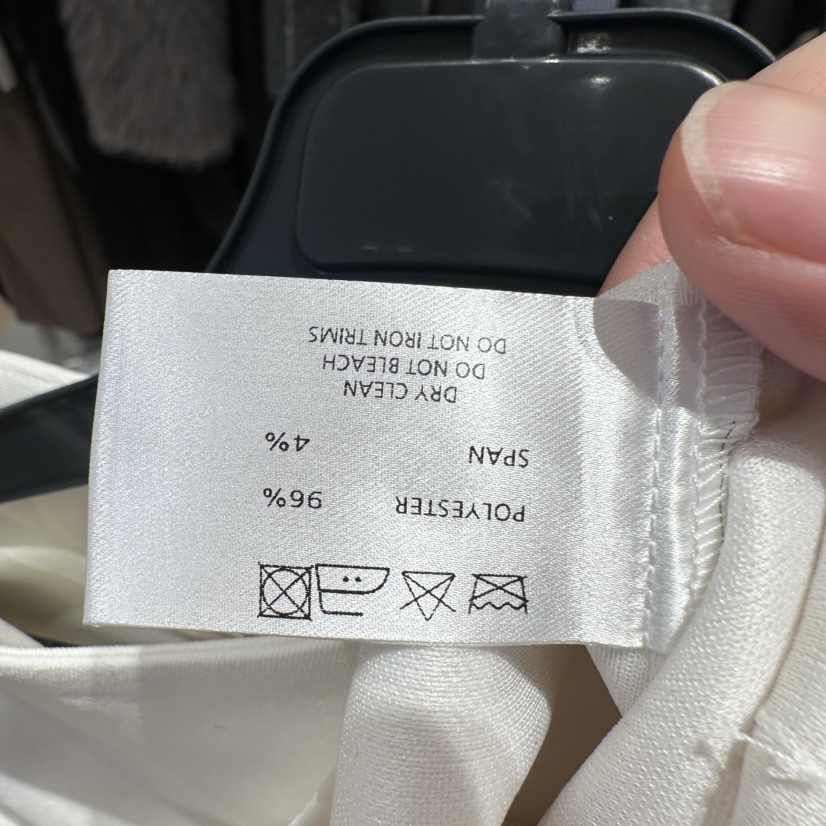 POLYESTER 96%
SPAN 4%
DRY CLEAN
DO NOT BLEACH
DO NOT IRON TRIMS